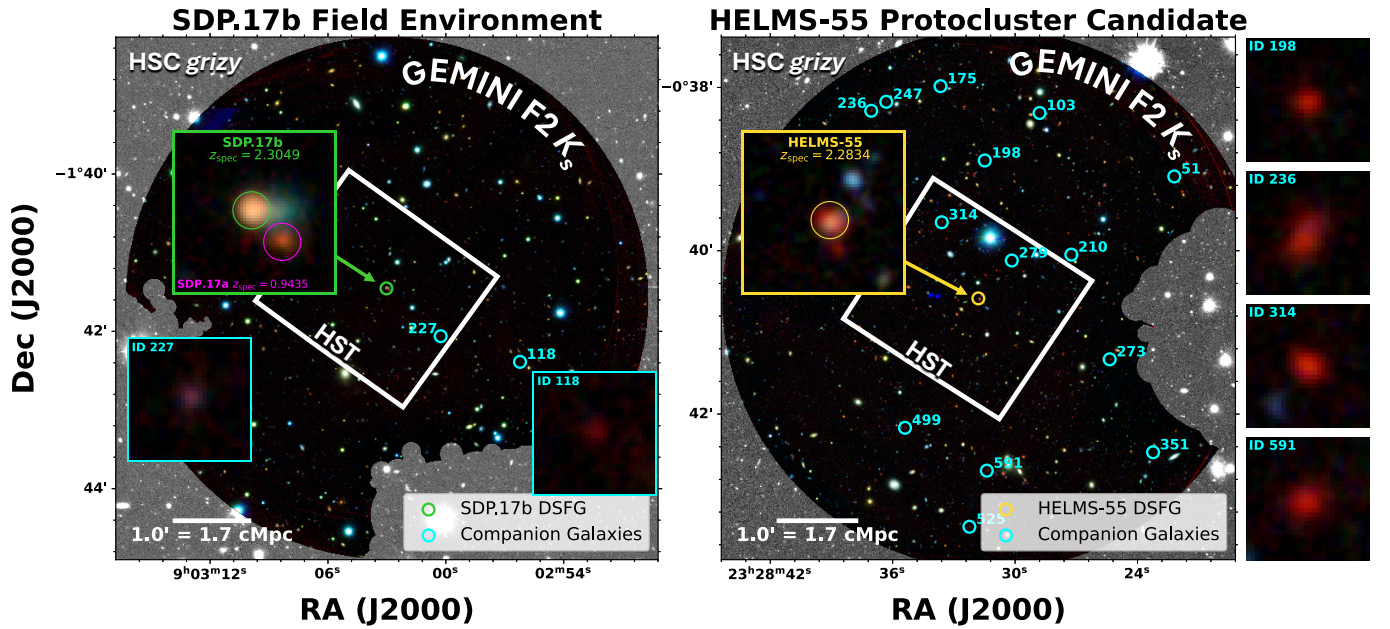 SDP.17b Field Environment
HSC grizy
GEMINI F2 Ks
SDP.17b
zspec = 2.3049
SDP.17a zspec = 0.9435
HST
227
118
ID 227
ID 118
SDP.17b DSFG
Companion Galaxies
1.0' = 1.7 cMpc
−1°40'
42'
44'
Dec (J2000)
9h03m12s
06s
00s
02m54s
RA (J2000)
HELMS-55 Protocluster Candidate
HSC grizy
GEMINI F2 Ks
HELMS-55
zspec = 2.2834
HST
236
247
175
103
198
51
314
279
210
273
499
591
351
525
HELMS-55 DSFG
Companion Galaxies
1.0' = 1.7 cMpc
−0°38'
40'
42'
23h28m42s
36s
30s
24s
RA (J2000)
ID 198
ID 236
ID 314
ID 591